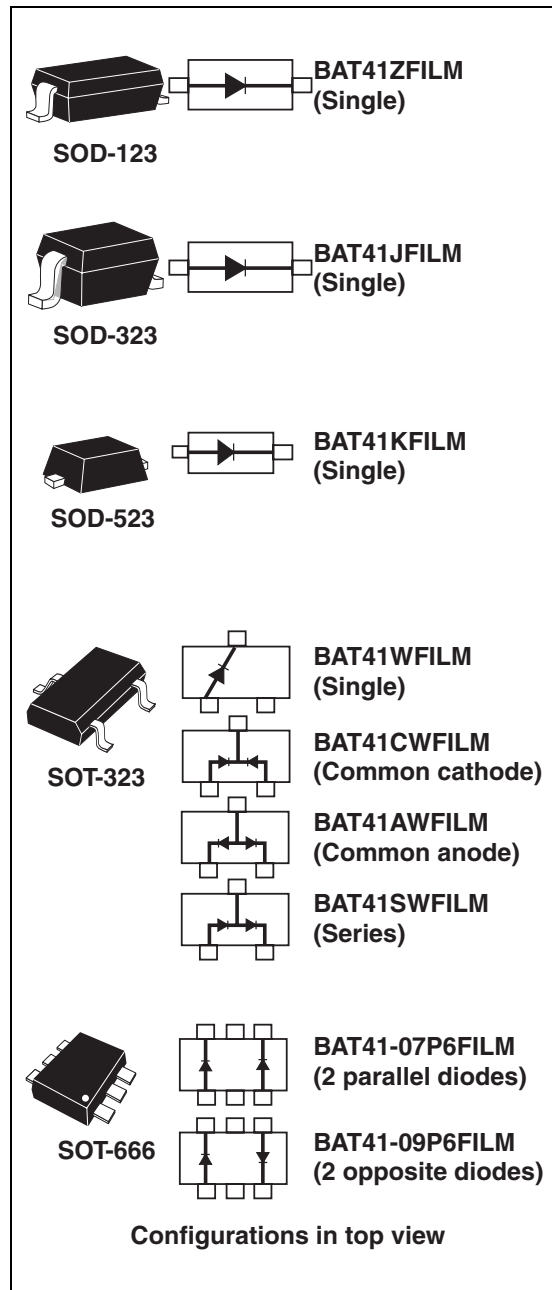 BAT41ZFILM
(Single)
SOD-123
BAT41JFILM
(Single)
SOD-323
BAT41KFILM
(Single)
SOD-523
BAT41WFILM
(Single)
BAT41CWFILM
(Common cathode)
SOT-323
BAT41AWFILM
(Common anode)
BAT41SWFILM
(Series)
BAT41-07P6FILM
(2 parallel diodes)
SOT-666
BAT41-09P6FILM
(2 opposite diodes)
Configurations in top view